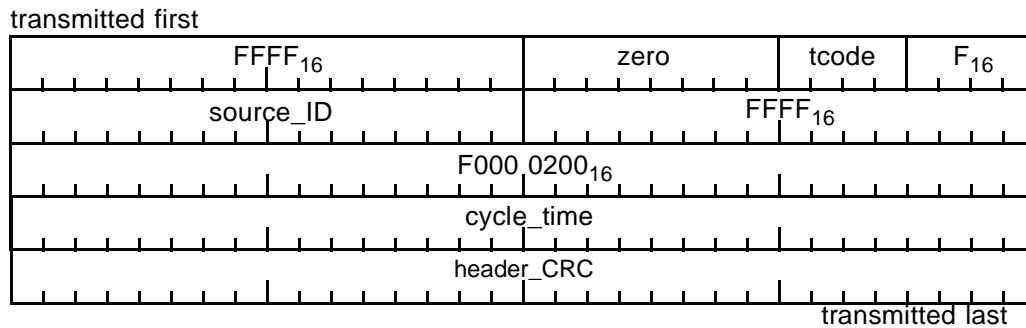 transmitted first
FFFF16 zero tcode F16
source_ID FFFF16
F000 020016
cycle_time
header_CRC
transmitted last